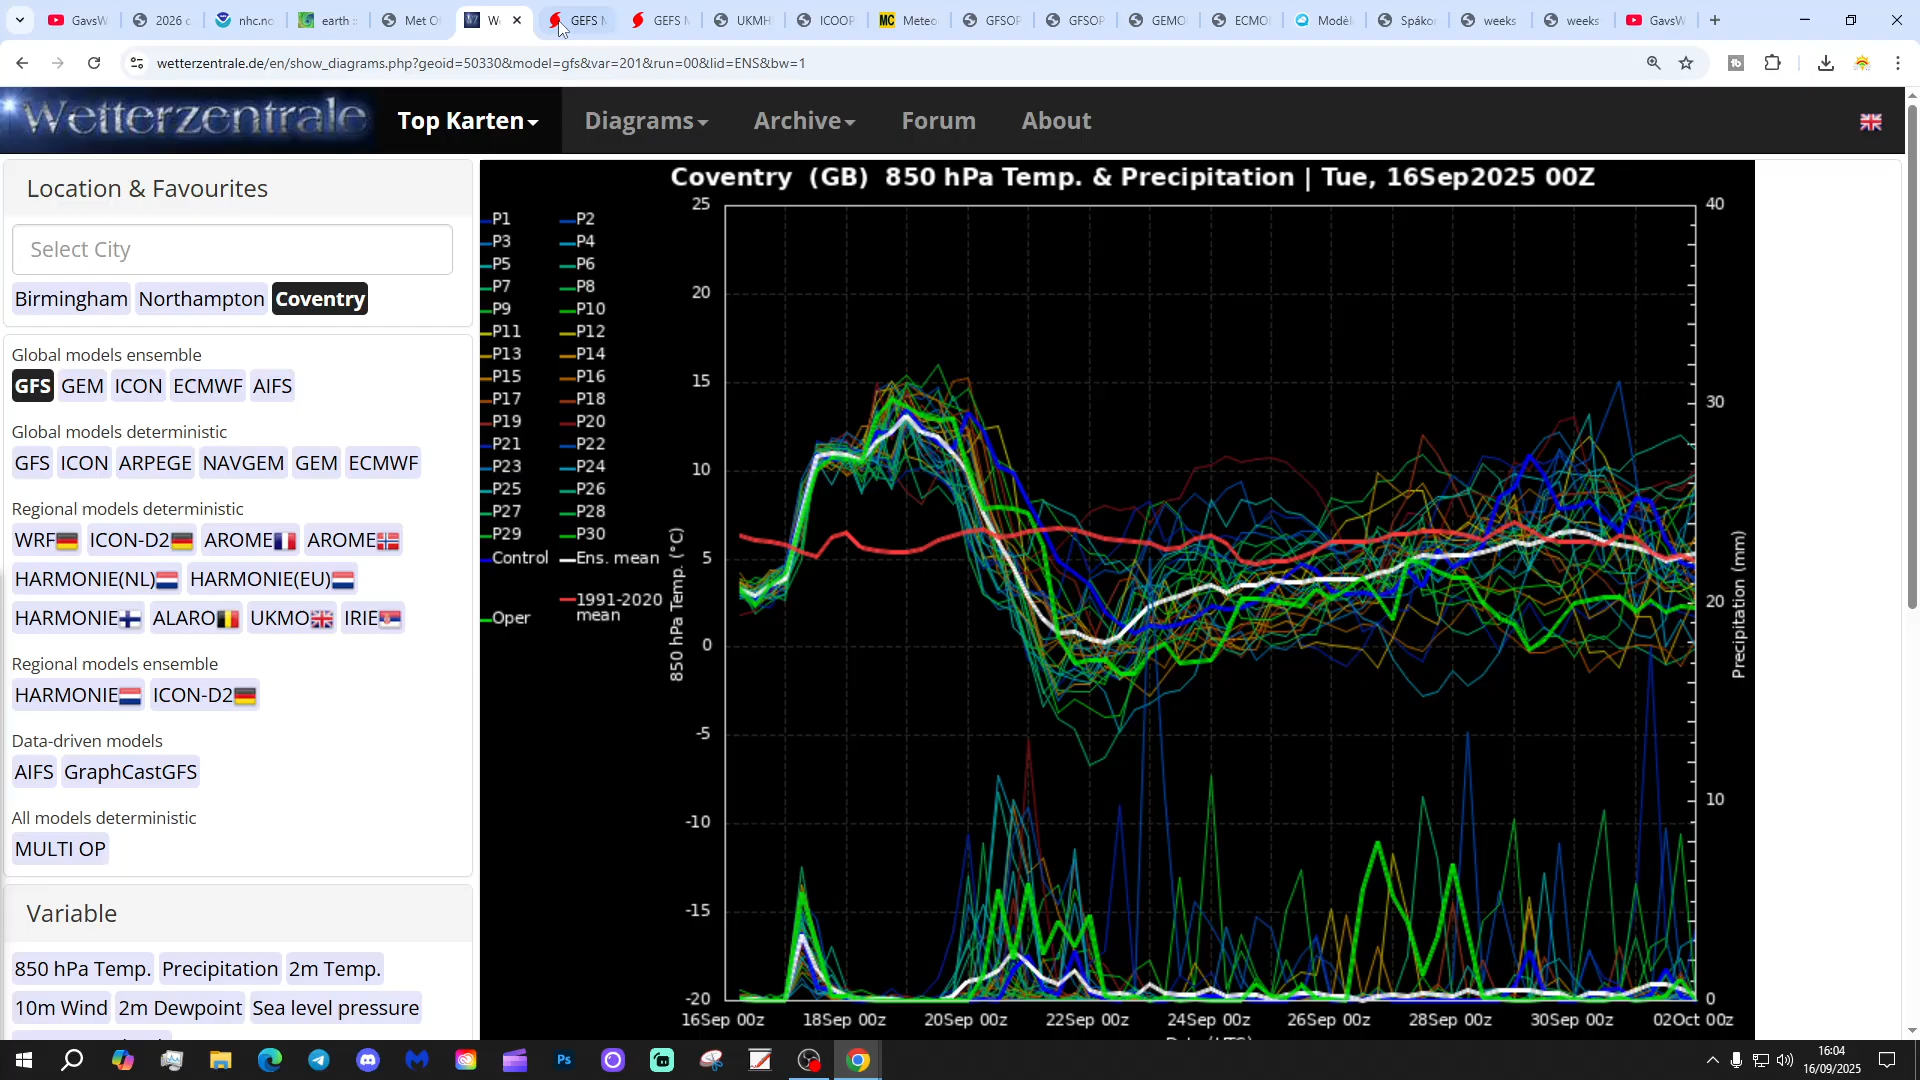 GavsW
2026 c
nhc.no
earth ::
Met Of
We
GEFS M
GEFS M
UKMH
ICOOP
MC Meteo
GFSOP
GFSOP
GEMO
ECMO
Modèl
Spáko
weeks
weeks
GavsW
wetterzentrale.de/en/show_diagrams.php?geoid=50330&model=gfs&var=201&run=00&lid=ENS&bw=1
Wetterzentrale
Top Karten
Diagrams
Archive
Forum
About
Location & Favourites
Select City
Birmingham Northampton Coventry
Global models ensemble
GFS GEM ICON ECMWF AIFS
Global models deterministic
GFS ICON ARPEGE NAVGEM GEM ECMWF
Regional models deterministic
WRF ICON-D2 AROME AROME
HARMONIE(NL) HARMONIE(EU)
HARMONIE ALARO UKMO IRIE
Regional models ensemble
HARMONIE ICON-D2
Data-driven models
AIFS GraphCastGFS
All models deterministic
MULTI OP
Variable
850 hPa Temp. Precipitation 2m Temp.
10m Wind 2m Dewpoint Sea level pressure
Coventry (GB) 850 hPa Temp. & Precipitation | Tue, 16Sep2025 00Z
P1 P2
P3 P4
P5 P6
P7 P8
P9 P10
P11 P12
P13 P14
P15 P16
P17 P18
P19 P20
P21 P22
P23 P24
P25 P26
P27 P28
P29 P30
Control Ens. mean
Oper 1991-2020 mean
850 hPa Temp. (°C)
25
20
15
10
5
0
-5
-10
-15
-20
40
30
20
10
0
Precipitation (mm)
16Sep 00z 18Sep 00z 20Sep 00z 22Sep 00z 24Sep 00z 26Sep 00z 28Sep 00z 30Sep 00z 02Oct 00z
Ps
16:04
16/09/2025